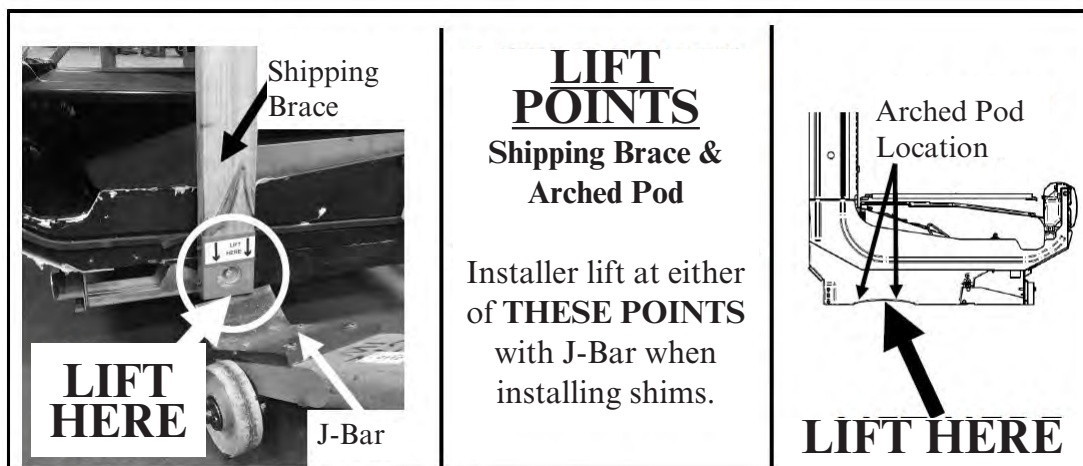 Shipping
Brace
LIFT
HERE
LIFT
HERE
J-Bar
LIFT
POINTS
Shipping Brace &
Arched Pod
Installer lift at either
of THESE POINTS
with J-Bar when
installing shims.
Arched Pod
Location
LIFT HERE